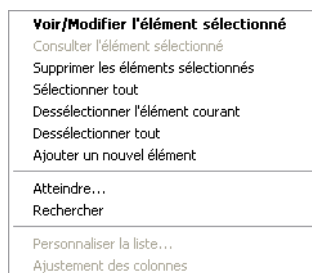 Voir/Modifier l'élément sélectionné
Consulter l'élément sélectionné
Supprimer les éléments sélectionnés
Sélectionner tout
Dessélectionner l'élément courant
Dessélectionner tout
Ajouter un nouvel élément
Atteindre...
Rechercher
Personnaliser la liste...
Ajustement des colonnes